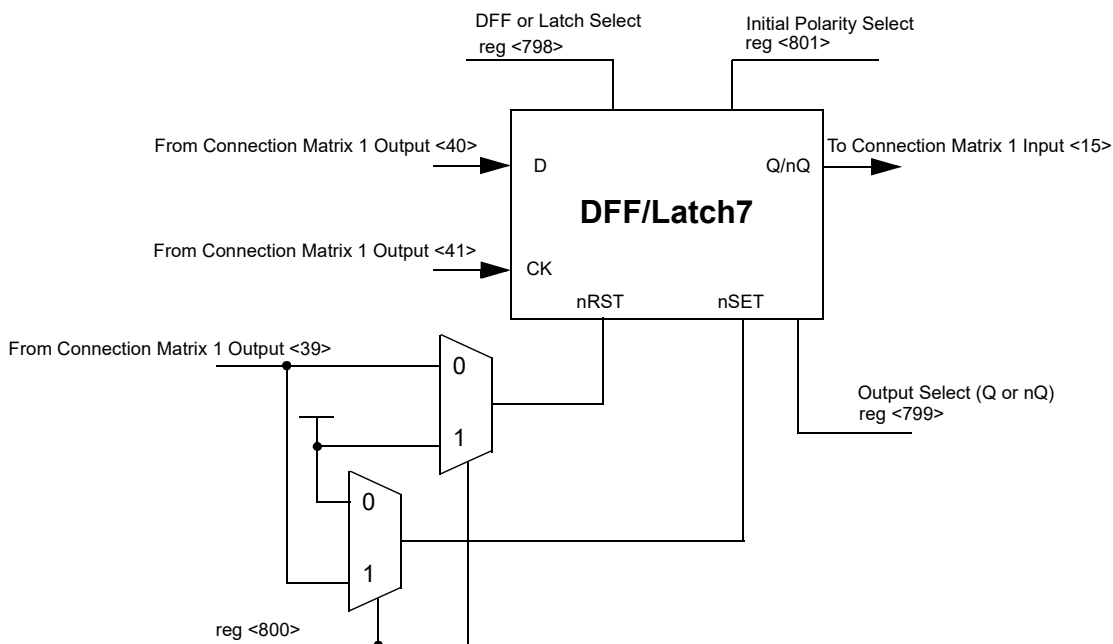 DFF or Latch Select
reg <798>
Initial Polarity Select
reg <801>
From Connection Matrix 1 Output <40>
D
Q/nQ
To Connection Matrix 1 Input <15>
DFF/Latch7
From Connection Matrix 1 Output <41>
CK
nRST
nSET
From Connection Matrix 1 Output <39>
0
1
Output Select (Q or nQ)
reg <799>
0
1
reg <800>